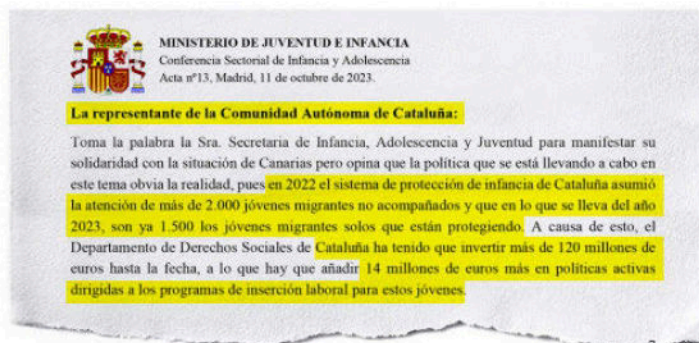 MINISTERIO DE JUVENTUD E INFANCIA
Conferencia Sectorial de Infancia y Adolescencia
Acta nº13, Madrid, 11 de octubre de 2023.
La representante de la Comunidad Autónoma de Cataluña:
Toma la palabra la Sra. Secretaria de Infancia, Adolescencia y Juventud para manifestar su
solidaridad con la situación de Canarias pero opina que la política que se está llevando a cabo en
este tema obvia la realidad, pues en 2022 el sistema de protección de infancia de Cataluña asumió
la atención de más de 2.000 jóvenes migrantes no acompañados y que en lo que se lleva del año
2023, son ya 1.500 los jóvenes migrantes solos que están protegiendo. A causa de esto, el
Departamento de Derechos Sociales de Cataluña ha tenido que invertir más de 120 millones de
euros hasta la fecha, a lo que hay que añadir 14 millones de euros más en políticas activas
dirigidas a los programas de inserción laboral para estos jóvenes.